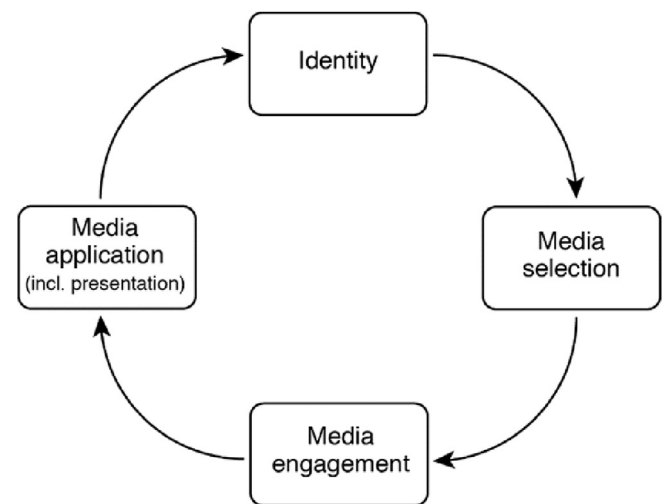 Identity
Media
selection
Media
engagement
Media
application
(incl. presentation)